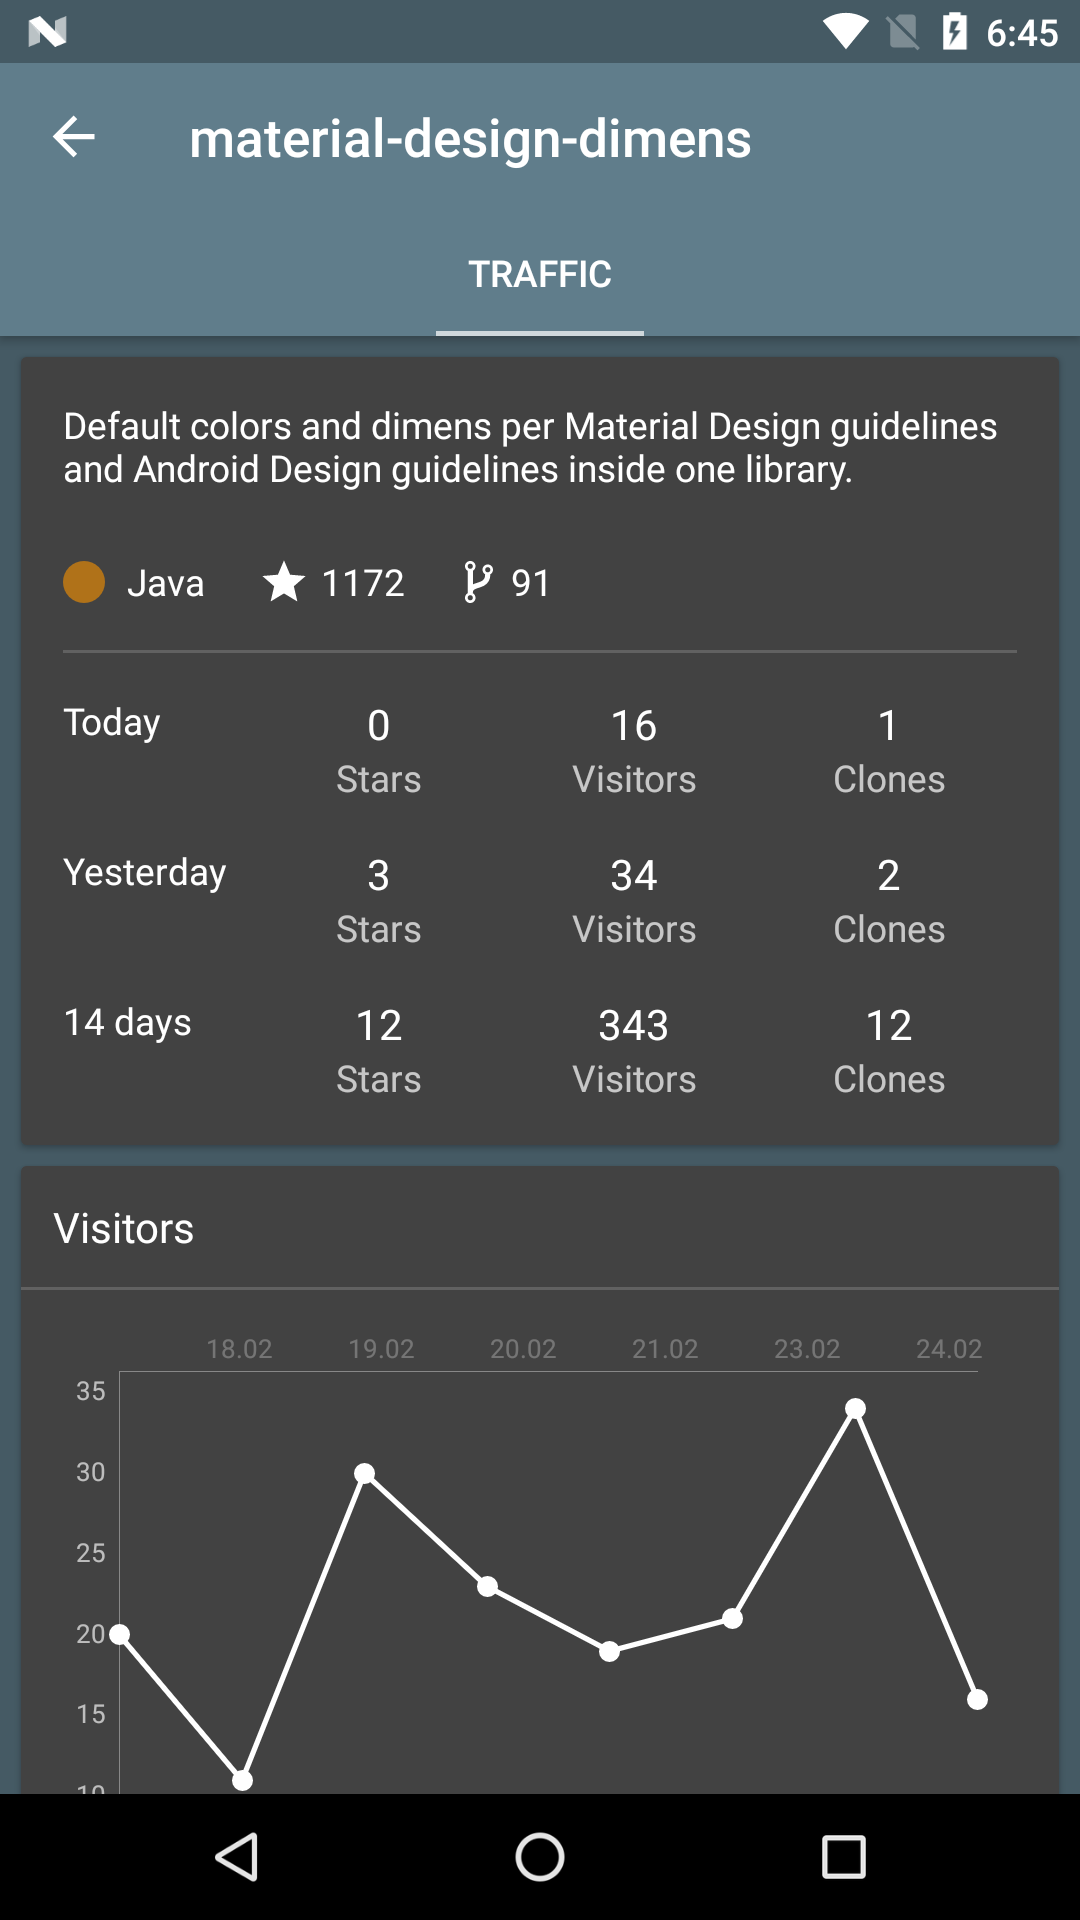 6:45
material-design-dimens
TRAFFIC
Default colors and dimens per Material Design guidelines
and Android Design guidelines inside one library.
Java 1172 91
Today 0 16 1
Stars Visitors Clones
Yesterday 3 34 2
Stars Visitors Clones
14 days 12 343 12
Stars Visitors Clones
Visitors
18.02 19.02 20.02 21.02 23.02 24.02
35
30
25
20
15
10